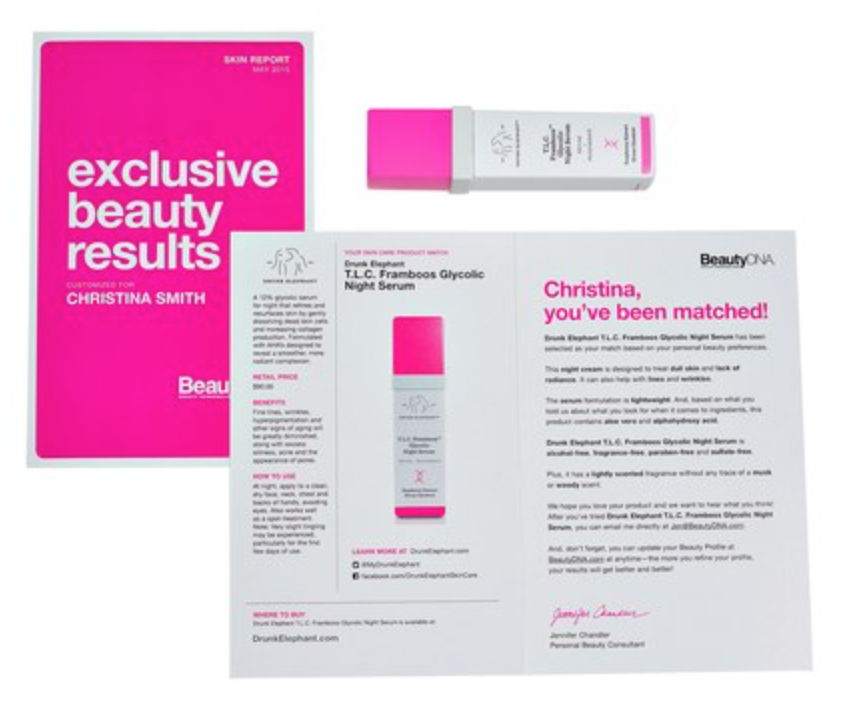 SKIN REPORT
MAY 2015
exclusive
beauty
results
CUSTOMIZED FOR
CHRISTINA SMITH
Beau
DRUNK ELEPHANT
T.L.C.
Framboos™
Glycolic
Night Serum
DRUNK ELEPHANT
A 12% glycolic serum
for night that refines and
resurfaces skin by gently
dissolving dead skin cells
and increasing collagen
production. Formulated
with AHA's designed to
reveal a smoother, more
radiant complexion.
RETAIL PRICE
$90.00
BENEFITS
Fine lines, wrinkles,
hyperpigmentation and
other signs of aging will
be greatly diminished,
along with excess
oiliness, acne and the
appearance of pores.
HOW TO USE
At night, apply to a clean,
dry face, neck, chest and
backs of hands, avoiding
eyes. Also works well
as a spot-treatment.
Note: Very slight tingling
may be experienced,
particularly for the first
few days of use.
YOUR SKIN CARE PRODUCT MATCH
Drunk Elephant
T.L.C. Framboos Glycolic
Night Serum
DRUNK ELEPHANT
T.L.C. Framboos™
Glycolic
Night Serum
LEARN MORE AT DrunkElephant.com
@MyDrunkElephant
facebook.com/DrunkElephantSkinCare
WHERE TO BUY
Drunk Elephant T.L.C. Framboos Glycolic Night Serum is available at:
DrunkElephant.com
BeautyDNA
Christina,
you've been matched!
Drunk Elephant T.L.C. Framboos Glycolic Night Serum has been
selected as your match based on your personal beauty preferences.
This night cream is designed to treat dull skin and lack of
radiance. It can also help with lines and wrinkles.
The serum formulation is lightweight. And, based on what you
told us about what you look for when it comes to ingredients, this
product contains aloe vera and alphahydroxy acid.
Drunk Elephant T.L.C. Framboos Glycolic Night Serum is
alcohol-free, fragrance-free, paraben-free and sulfate-free.
Plus, it has a lightly scented fragrance without any trace of a musk
or woody scent.
We hope you love your product and we want to hear what you think!
After you've tried Drunk Elephant T.L.C. Framboos Glycolic Night
Serum, you can email me directly at Jen@BeautyDNA.com.
And, don't forget, you can update your Beauty Profile at
BeautyDNA.com at anytime—the more you refine your profile,
your results will get better and better!
Jennifer Chandler
Jennifer Chandler
Personal Beauty Consultant